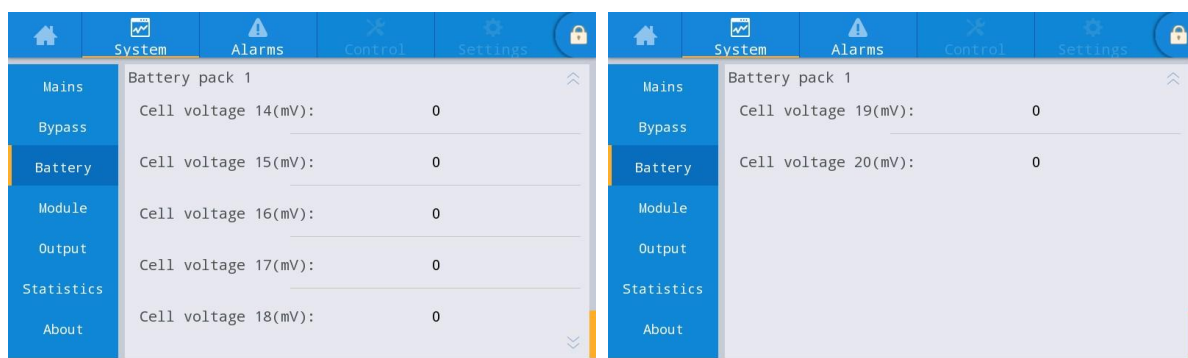 System Alarms Control Settings
Mains
Bypass
Battery
Module
Output
Statistics
About
Battery pack 1
Cell voltage 14(mV): 0
Cell voltage 15(mV): 0
Cell voltage 16(mV): 0
Cell voltage 17(mV): 0
Cell voltage 18(mV): 0
System Alarms Control Settings
Mains
Bypass
Battery
Module
Output
Statistics
About
Battery pack 1
Cell voltage 19(mV): 0
Cell voltage 20(mV): 0